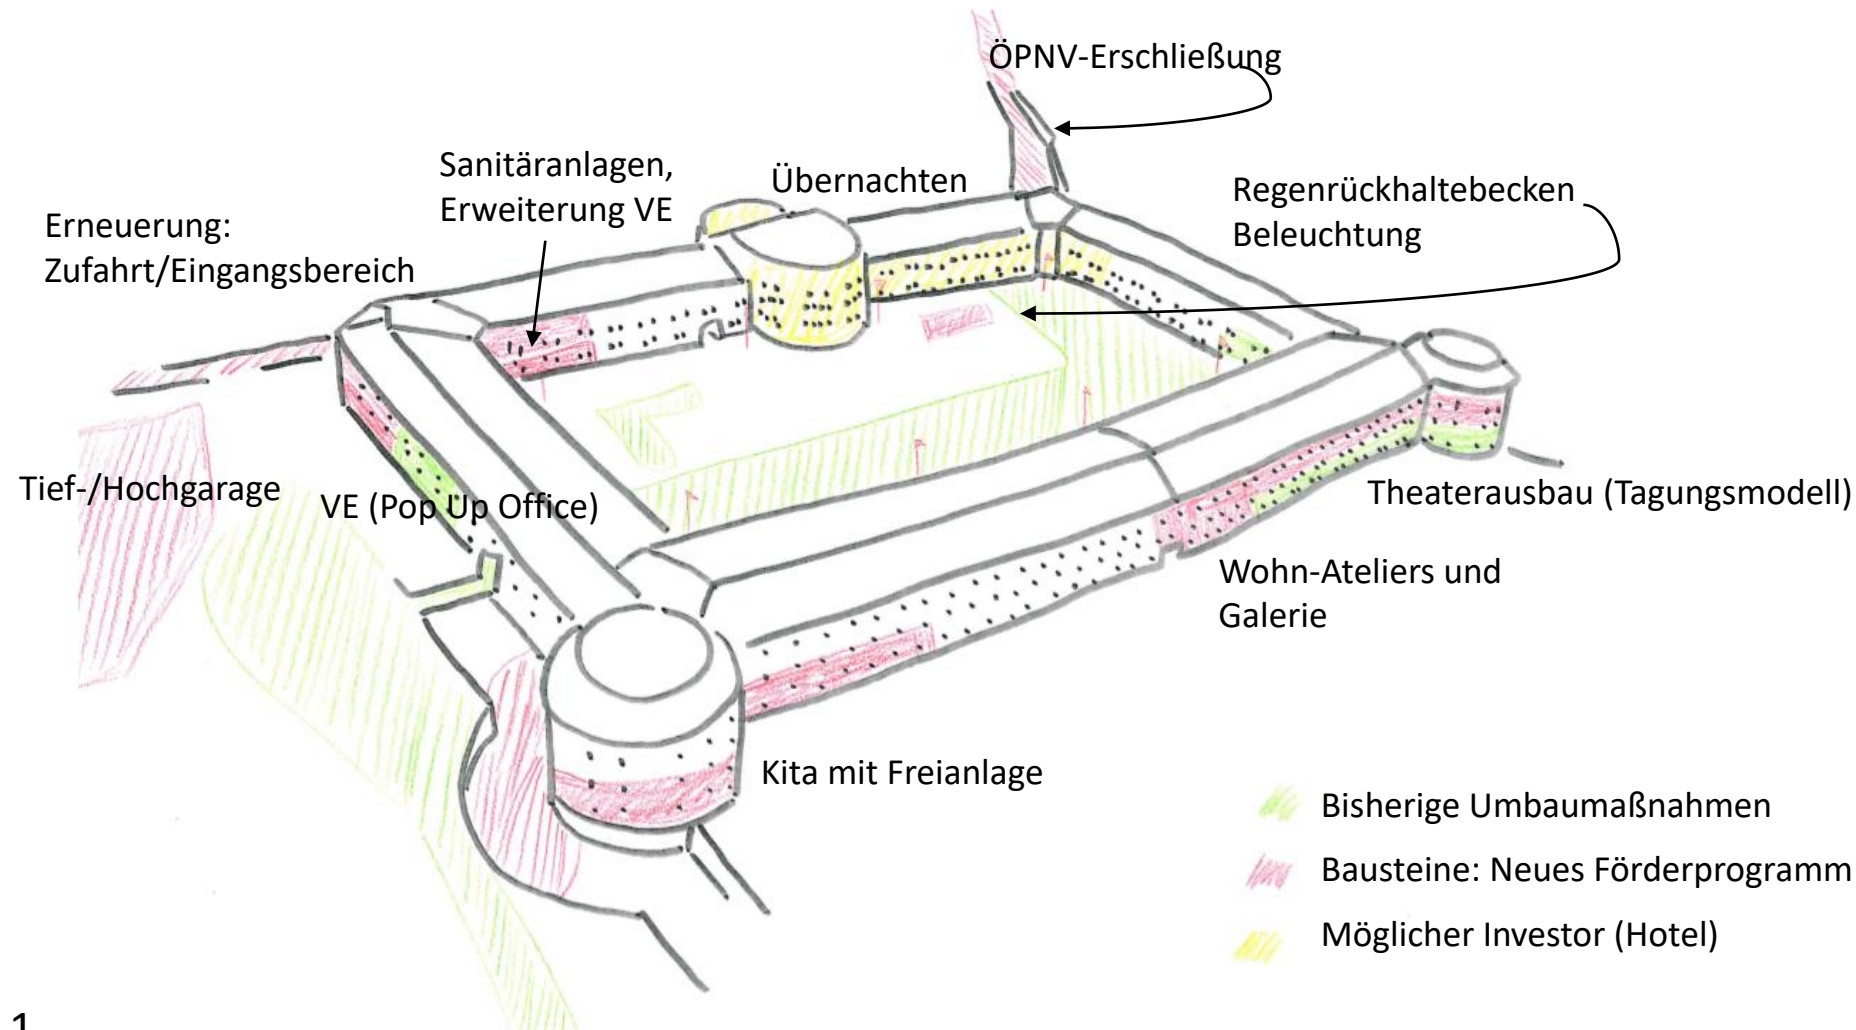 ÖPNV-Erschließung
Sanitäranlagen,
Erweiterung VE
Übernachten
Regenrückhaltebecken
Beleuchtung
Erneuerung:
Zufahrt/Eingangsbereich
Tief-/Hochgarage
VE (Pop Up Office)
Theaterausbau (Tagungsmodell)
Wohn-Ateliers und
Galerie
Kita mit Freianlage
Bisherige Umbaumaßnahmen
Bausteine: Neues Förderprogramm
Möglicher Investor (Hotel)
1